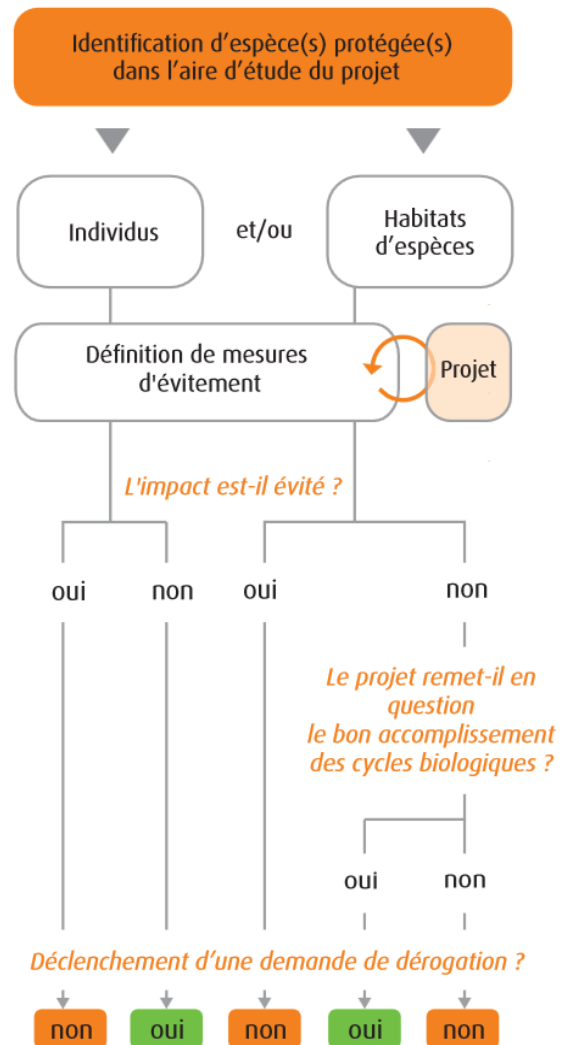 Identification d'espèce(s) protégée(s)
dans l'aire d'étude du projet
Individus
et/ou
Habitats
d'espèces
Définition de mesures
d'évitement
Projet
L'impact est-il évité ?
oui
non
oui
non
Le projet remet-il en
question
le bon accomplissement
des cycles biologiques ?
oui
non
Déclenchement d'une demande de dérogation ?
non
oui
non
oui
non